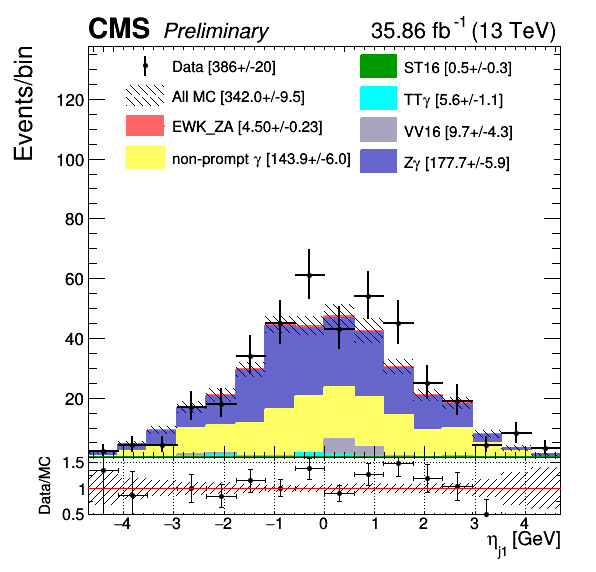 CMS Preliminary 35.86 fb⁻¹ (13 TeV)
Events/bin
Data [386+/-20]
All MC [342.0+/-9.5]
EWK_ZA [4.50+/-0.23]
non-prompt γ [143.9+/-6.0]
ST16 [0.5+/-0.3]
TTγ [5.6+/-1.1]
VV16 [9.7+/-4.3]
Zγ [177.7+/-5.9]
120
100
80
60
40
20
Data/MC
1.5
1
0.5
−4 −3 −2 −1 0 1 2 3 4
η_j1 [GeV]